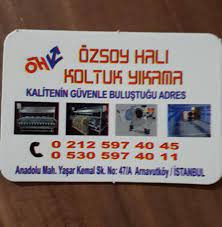 ÖH
ÖZSOY HALI
KOLTUK YIKAMA
KALİTENİN GÜVENLE BULUŞTUĞU ADRES
0 212 597 40 45
0 530 597 40 11
Anadolu Mah. Yaşar Kemal Sk. No: 47/A Arnavutköy / İSTANBUL